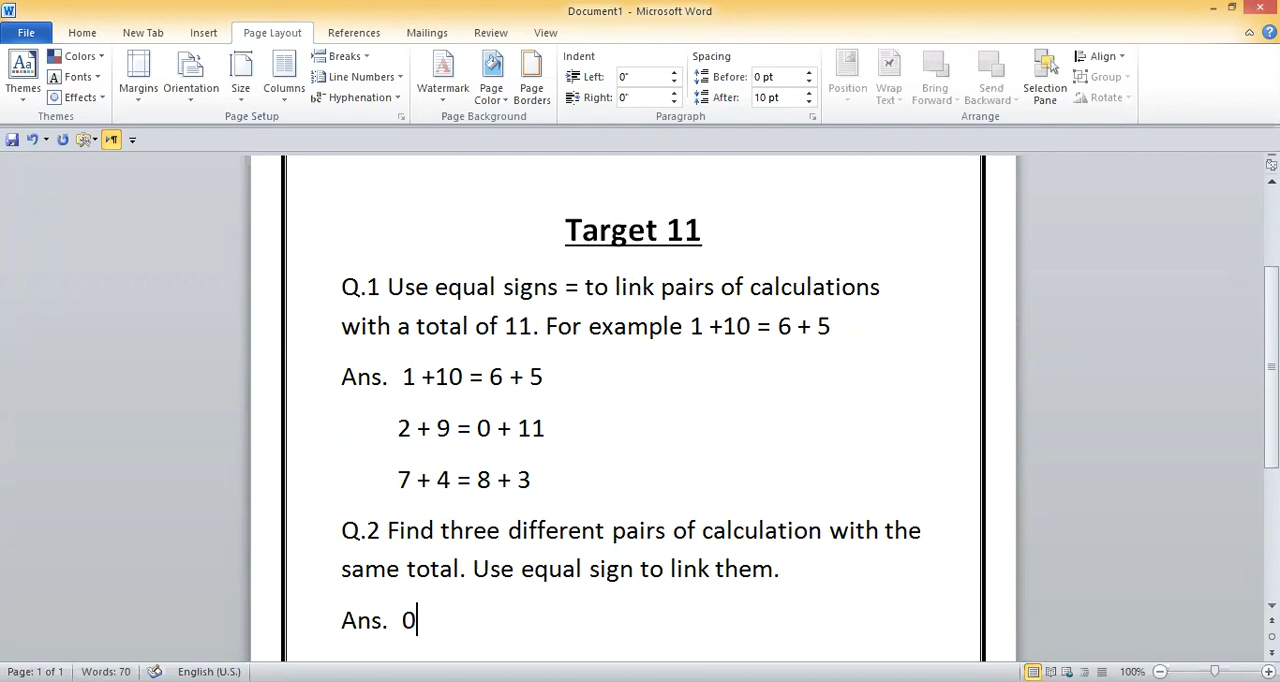 Document1 - Microsoft Word
File Home New Tab Insert Page Layout References Mailings Review View
Themes Colors Fonts Effects Themes
Margins Orientation Size Columns Breaks Line Numbers Hyphenation Page Setup
Watermark Page Color Page Borders Page Background
Indent Left: 0" Right: 0" Spacing Before: 0 pt After: 10 pt Paragraph
Position Wrap Text Bring Forward Send Backward Selection Pane Align Group Rotate Arrange
Target 11
Q.1 Use equal signs = to link pairs of calculations
with a total of 11. For example 1 +10 = 6 + 5
Ans. 1 +10 = 6 + 5
2 + 9 = 0 + 11
7 + 4 = 8 + 3
Q.2 Find three different pairs of calculation with the
same total. Use equal sign to link them.
Ans. 0
Page: 1 of 1 Words: 70 English (U.S.) 100%